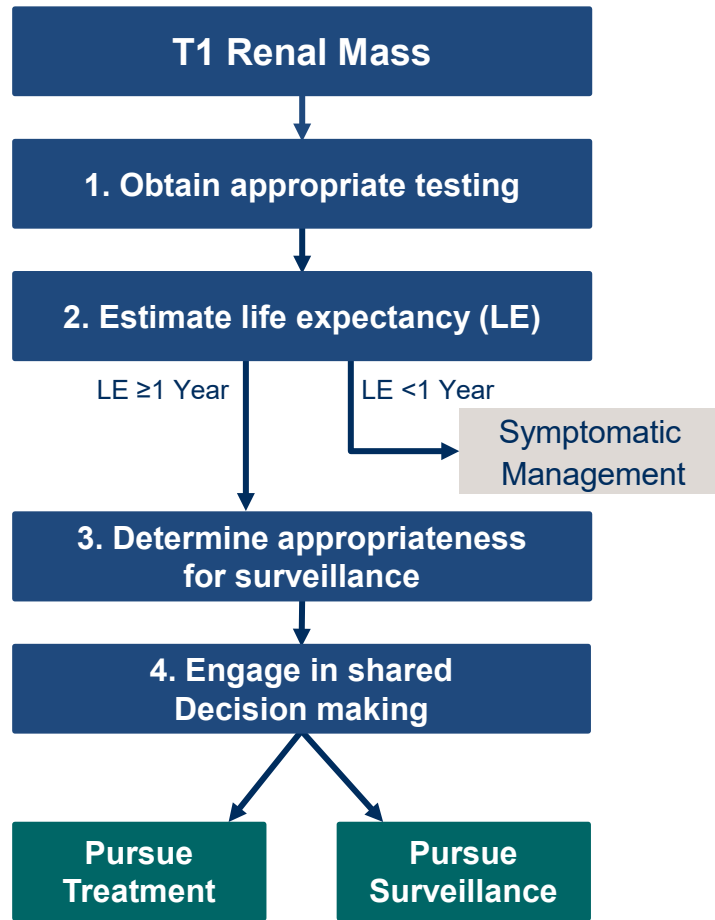 T1 Renal Mass
1. Obtain appropriate testing
2. Estimate life expectancy (LE)
LE ≥1 Year
LE <1 Year
Symptomatic
Management
3. Determine appropriateness
for surveillance
4. Engage in shared
Decision making
Pursue
Treatment
Pursue
Surveillance